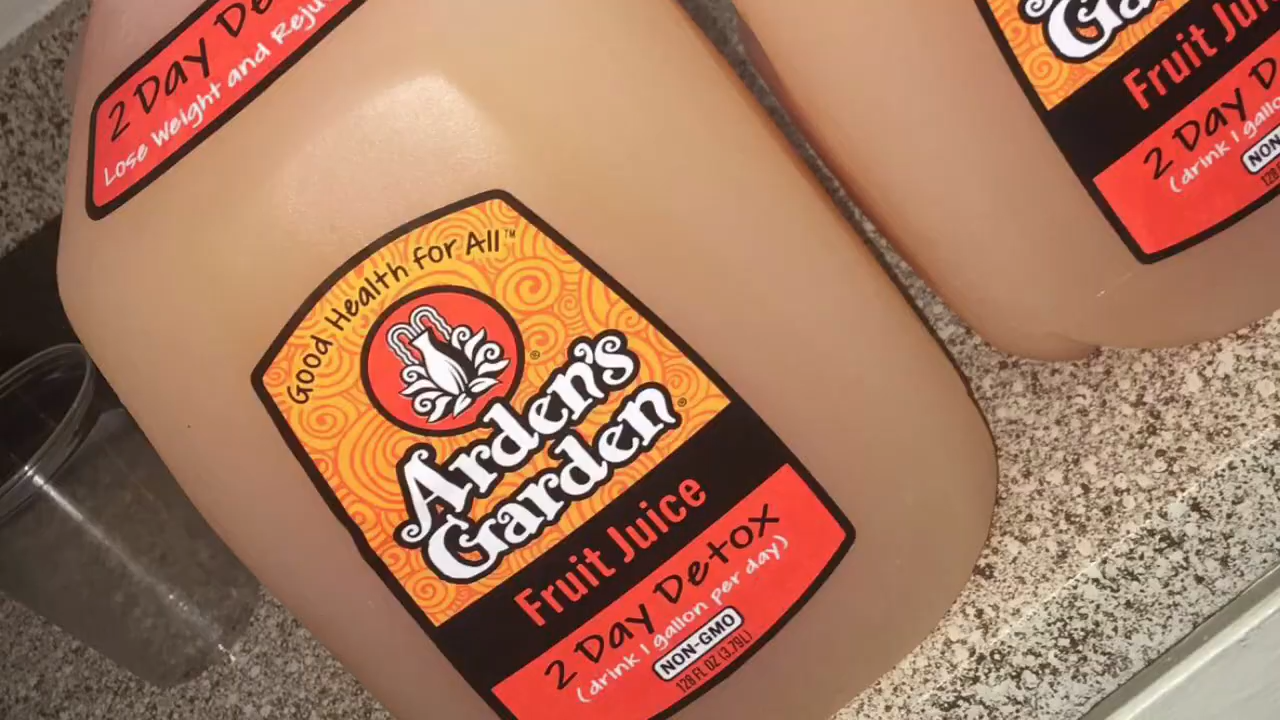 2 Day De
Lose Weight and Reju
Good Health for All™
Arden's
Garden®
Fruit Juice
2 Day Detox
(drink 1 gallon per day)
NON-GMO
128 FL OZ (3.79L)
Ga
Fruit Jui
2 Day D
(drink 1 gallo
NON-
128